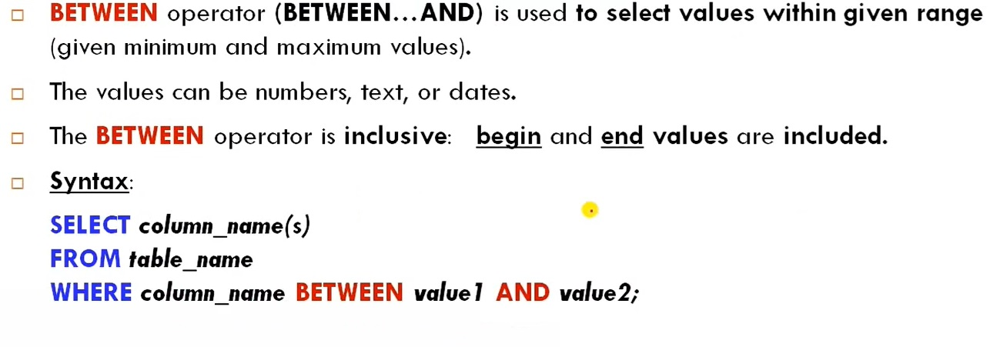 BETWEEN operator (BETWEEN...AND) is used to select values within given range
(given minimum and maximum values).
The values can be numbers, text, or dates.
The BETWEEN operator is inclusive: begin and end values are included.
Syntax:
SELECT column_name(s)
FROM table_name
WHERE column_name BETWEEN value1 AND value2;